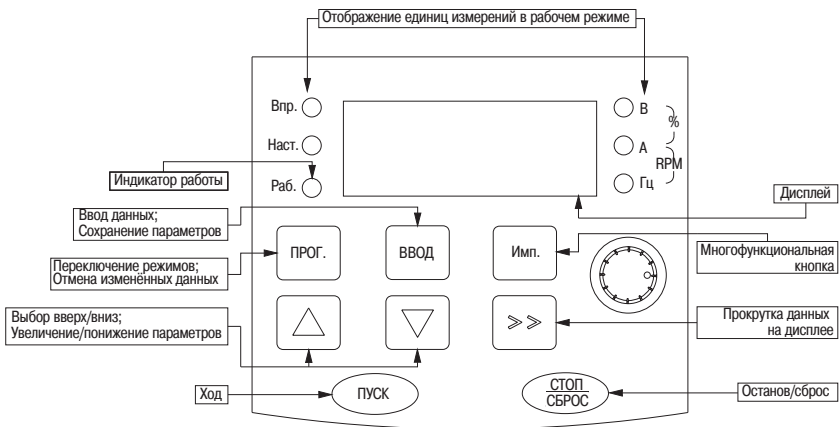 Отображение единиц измерений в рабочем режиме
Впр.
В
%
Наст.
А
RPM
Индикатор работы
Раб.
Гц
Дисплей
Ввод данных;
Сохранение параметров
ПРОГ.
ВВОД
Имп.
Многофункциональная
кнопка
Переключение режимов;
Отмена изменённых данных
Выбор вверх/вниз;
Увеличение/понижение параметров
>>
Прокрутка данных
на дисплее
Ход
ПУСК
СТОП
СБРОС
Останов/сброс